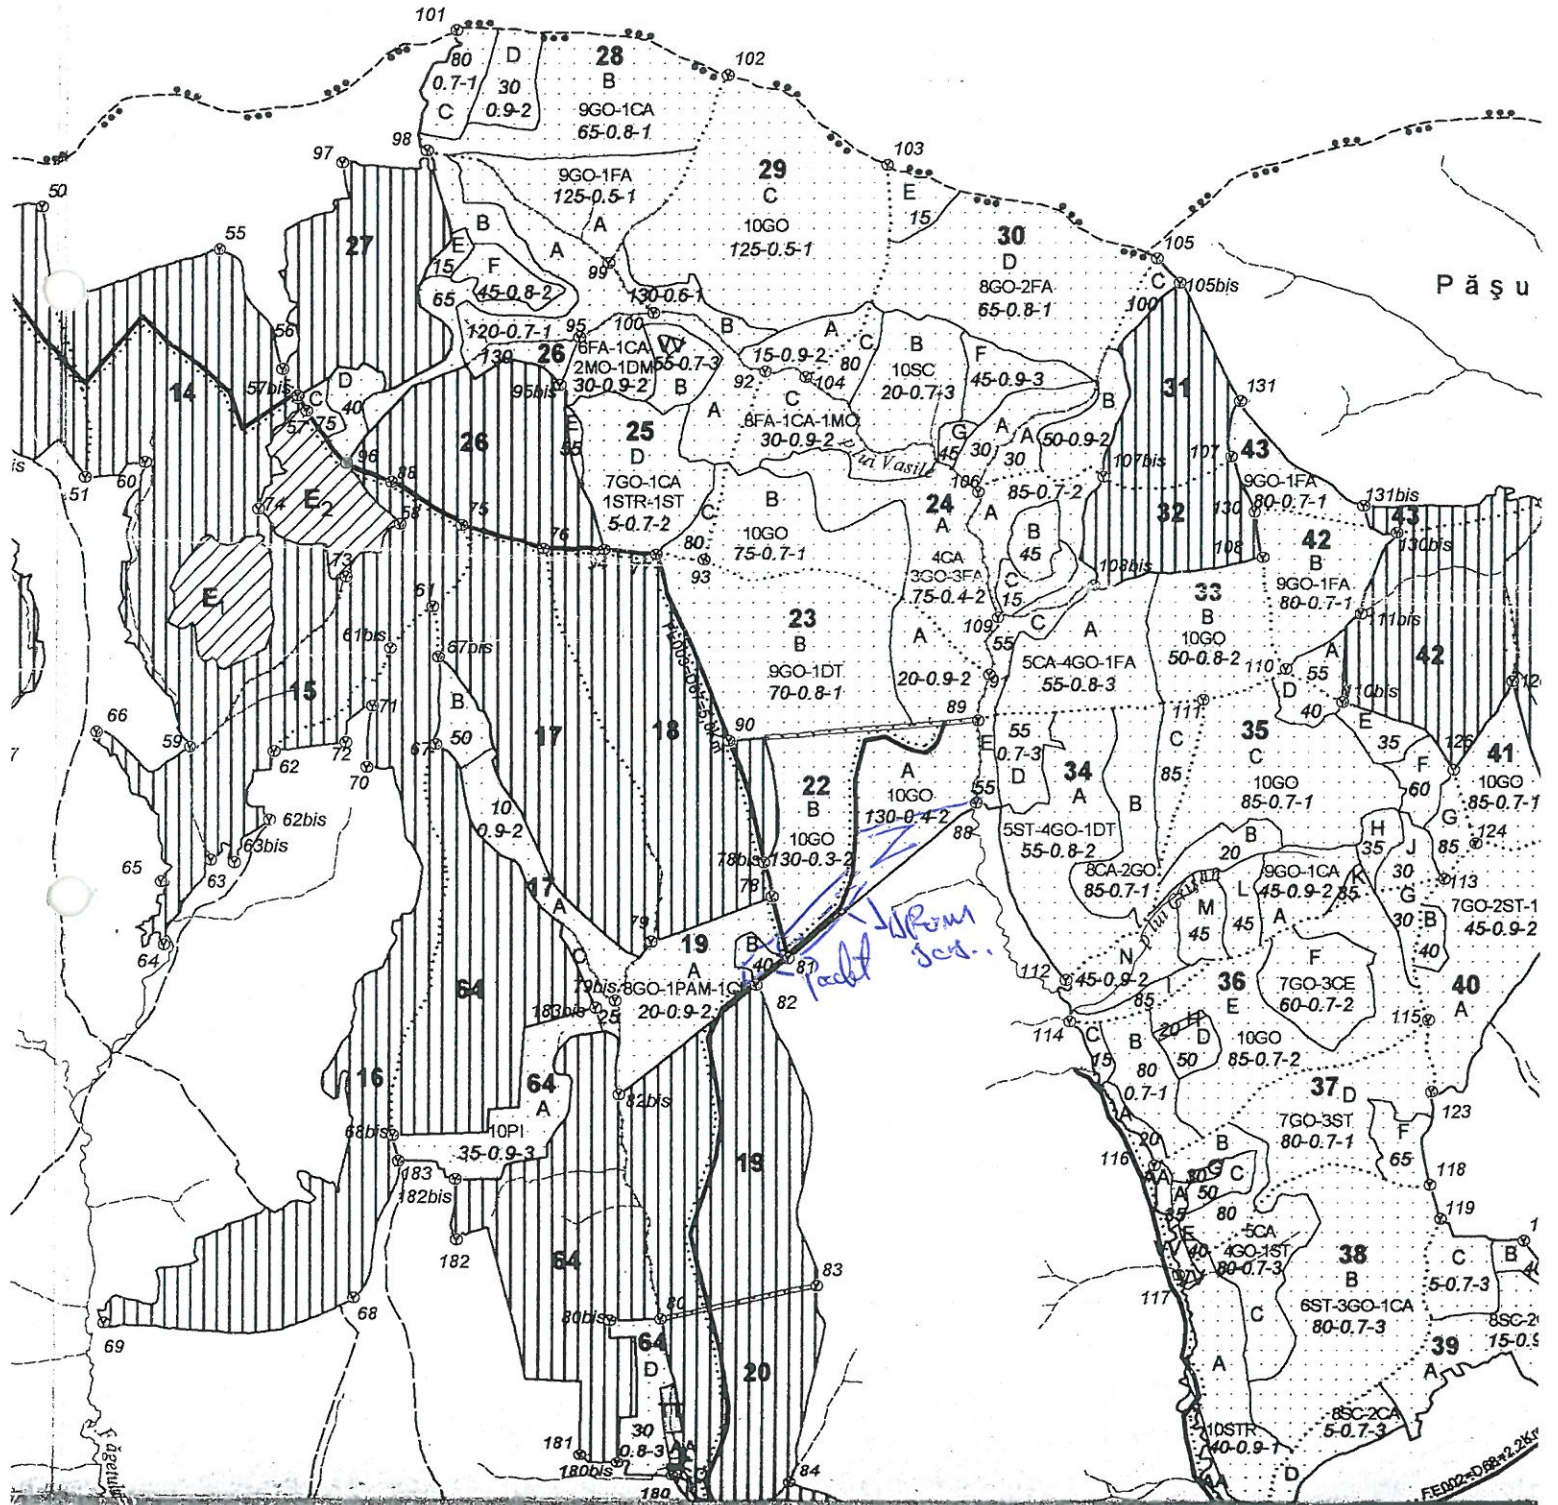 101
80
0.7-1
C
D
30
0.9-2
28
B
9GO-1CA
65-0.8-1
102
98
97
50
55
27
9GO-1FA
125-0.5-1
A
29
C
10GO
125-0.5-1
103
E
15
30
D
8GO-2FA
65-0.8-1
105
C
100
105bis
Păşu
B
A
E
15
F
45-0.8-2
65
99
130-0.6-1
100
120-0.7-1
130
95
26
6FA-1CA-
2MO-1DM
30-0.9-2
55-0.7-3
B
B
92
A
15-0.9-2
80
C
104
B
10SC
20-0.7-3
F
45-0.9-3
B
31
131
56
57bis
57
14
D
40
C
75
95bis
E
55
25
D
7GO-1CA
1STR-1ST
5-0.7-2
A
C
8FA-1CA-1MO
30-0.9-2
G
45
A
30
A
30
50-0.9-2
107bis
107
43
9GO-1FA
80-0.7-1
130
131bis
43
130bis
51
60
96
26
88
E2
74
58
75
76
C
80
93
B
10GO
75-0.7-1
24
A
4CA
3GO-3FA
75-0.4-2
106
85-0.7-2
A
B
45
C
15
108bis
32
108
42
B
9GO-1FA
80-0.7-1
111bis
73
E
61
61bis
67bis
15
71
72
62
59
66
70
67
B
50
17
18
23
B
9GO-1DT
70-0.8-1
A
20-0.9-2
109
55
91
C
A
5CA-4GO-1FA
55-0.8-3
33
B
10GO
50-0.8-2
110
A
55
D
40
110bis
42
90
89
E
55
88
55
0.7-3
D
34
A
5ST-4GO-1DT
55-0.8-2
B
C
85
111
35
C
10GO
85-0.7-1
E
35
F
60
126
41
10GO
85-0.7-1
62bis
63bis
63
65
64
10
0.9-2
17
A
22
B
10GO
130-0.3-2
A
10GO
130-0.4-2
78bis
78
79
8CA-2GO
85-0.7-1
B
20
H
35
J
30
G
85
124
113
7GO-2ST-1
45-0.9-2
9GO-1CA
45-0.9-2
K
35
G
30
B
40
L
45
A
M
45
N
45-0.9-2
19
A
8GO-1PAM-1C
20-0.9-2
B
40
81
82
C
79bis
25
183bis
64
112
114
85
I
36
E
10GO
85-0.7-2
F
7GO-3CE
60-0.7-2
40
A
115
C
15
B
80
0.7-1
H
20
D
50
16
64
A
10PI
35-0.9-3
68bis
183
182bis
182
82bis
19
A
20
116
37
D
7GO-3ST
80-0.7-1
F
65
123
118
119
B
G
C
50
80
A
35
E
40
5CA
4GO-1ST
80-0.7-3
117
38
B
6ST-3GO-1CA
80-0.7-3
C
5-0.7-3
B
40
8SC-2
15-0.9
39
A
64
83
80
80bis
68
69
64
D
30
0.8-3
20
84
181
180bis
180
C
A
10STR
40-0.9-1
8SC-2CA
5-0.7-3
D